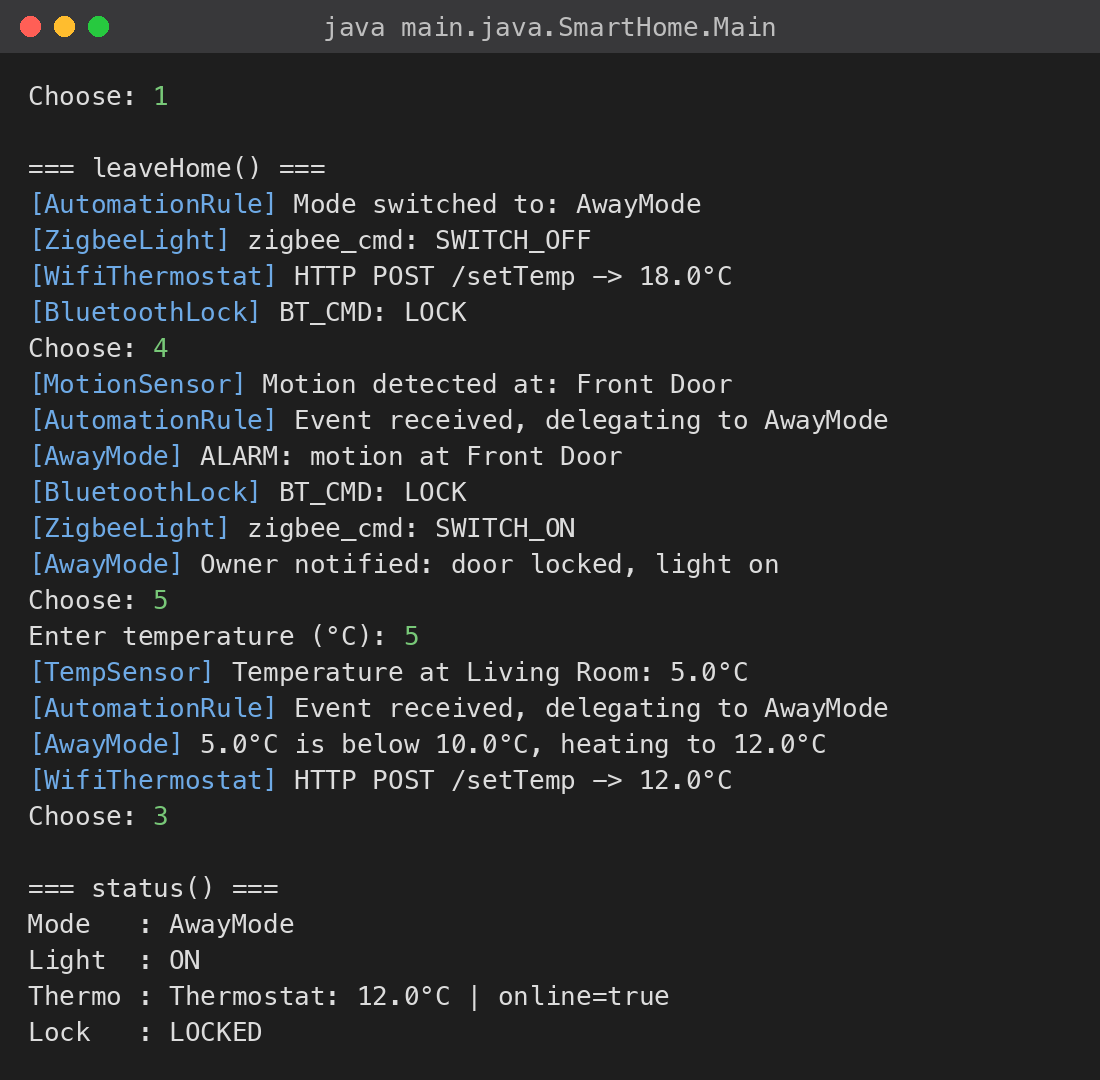 java main.java.SmartHome.Main
Choose: 1
=== leaveHome() ===
[AutomationRule] Mode switched to: AwayMode
[ZigbeeLight] zigbee_cmd: SWITCH_OFF
[WifiThermostat] HTTP POST /setTemp -> 18.0°C
[BluetoothLock] BT_CMD: LOCK
Choose: 4
[MotionSensor] Motion detected at: Front Door
[AutomationRule] Event received, delegating to AwayMode
[AwayMode] ALARM: motion at Front Door
[BluetoothLock] BT_CMD: LOCK
[ZigbeeLight] zigbee_cmd: SWITCH_ON
[AwayMode] Owner notified: door locked, light on
Choose: 5
Enter temperature (°C): 5
[TempSensor] Temperature at Living Room: 5.0°C
[AutomationRule] Event received, delegating to AwayMode
[AwayMode] 5.0°C is below 10.0°C, heating to 12.0°C
[WifiThermostat] HTTP POST /setTemp -> 12.0°C
Choose: 3
=== status() ===
Mode   : AwayMode
Light  : ON
Thermo : Thermostat: 12.0°C | online=true
Lock   : LOCKED